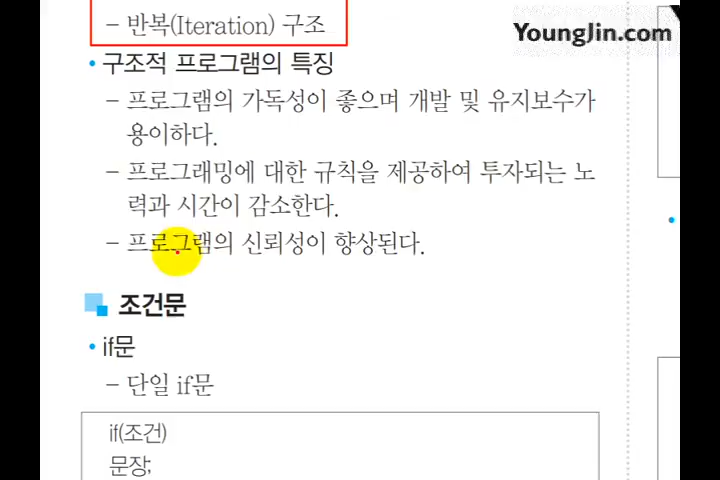 – 반복(Iteration) 구조
YoungJin.com
• 구조적 프로그램의 특징
– 프로그램의 가독성이 좋으며 개발 및 유지보수가
용이하다.
– 프로그래밍에 대한 규칙을 제공하여 투자되는 노
력과 시간이 감소한다.
– 프로그램의 신뢰성이 향상된다.
조건문
• if문
– 단일 if문
if(조건)
문장;